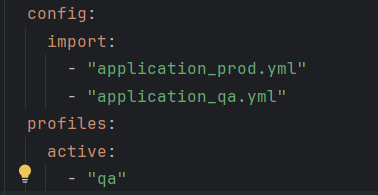 config:
  import:
    - "application_prod.yml"
    - "application_qa.yml"
profiles:
  active:
    - "qa"